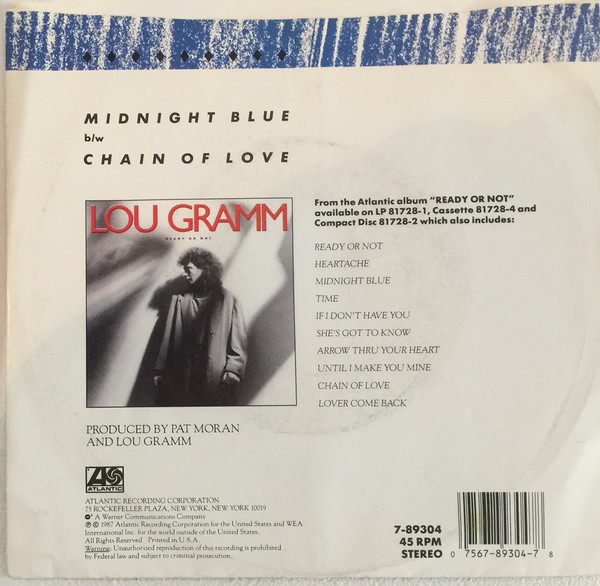 MIDNIGHT BLUE
b/w
CHAIN OF LOVE
LOU GRAMM
READY OR NOT
From the Atlantic album "READY OR NOT"
available on LP 81728-1, Cassette 81728-4 and
Compact Disc 81728-2 which also includes:
READY OR NOT
HEARTACHE
MIDNIGHT BLUE
TIME
IF I DON'T HAVE YOU
SHE'S GOT TO KNOW
ARROW THRU YOUR HEART
UNTIL I MAKE YOU MINE
CHAIN OF LOVE
LOVER COME BACK
PRODUCED BY PAT MORAN
AND LOU GRAMM
ATLANTIC
ATLANTIC RECORDING CORPORATION
75 ROCKEFELLER PLAZA, NEW YORK, NEW YORK 10019
A Warner Communications Company
℗ © 1987 Atlantic Recording Corporation for the United States and WEA
International Inc. for the world outside of the United States.
All Rights Reserved Printed in U.S.A.
Warning: Unauthorized reproduction of this recording is prohibited
by Federal law and subject to criminal prosecution.
7-89304
45 RPM
STEREO
0 7567-89304-7 8